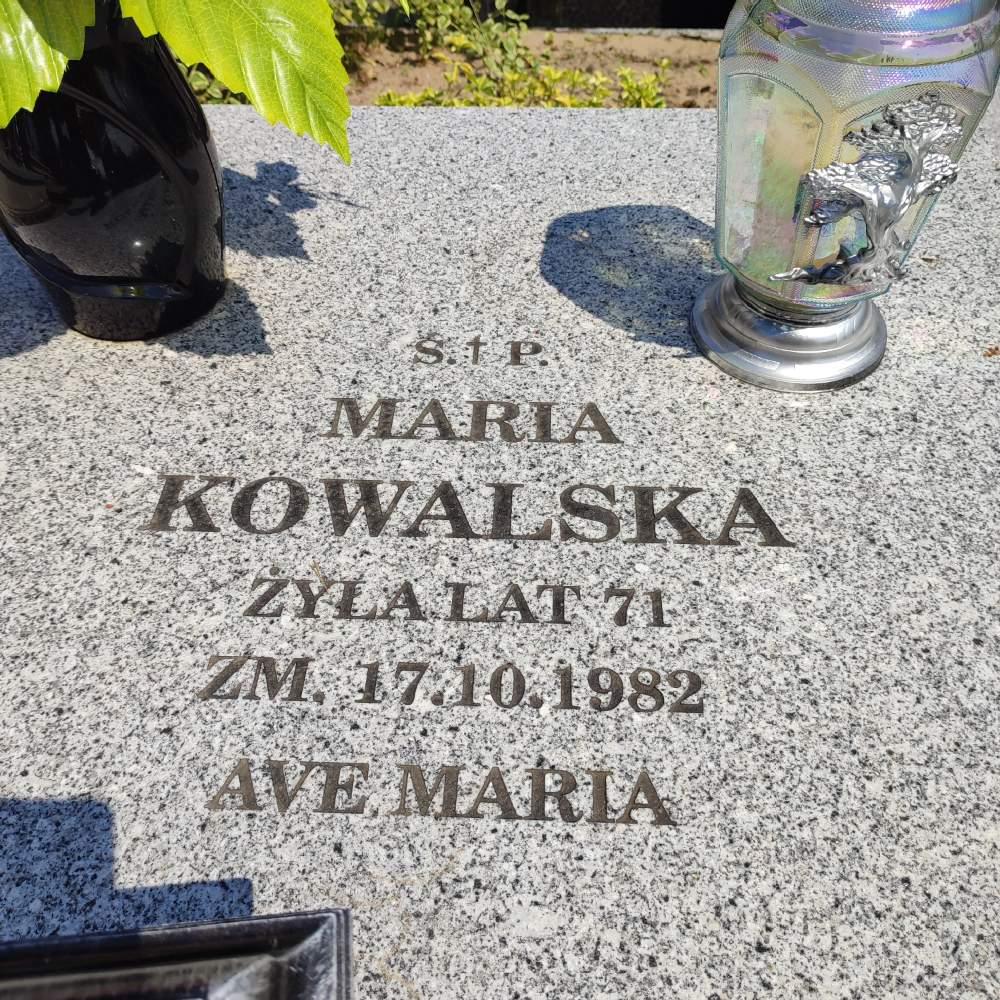 Ś.†P.
MARIA
KOWALSKA
ŻYŁA LAT 71
ZM. 17.10.1982
AVE MARIA